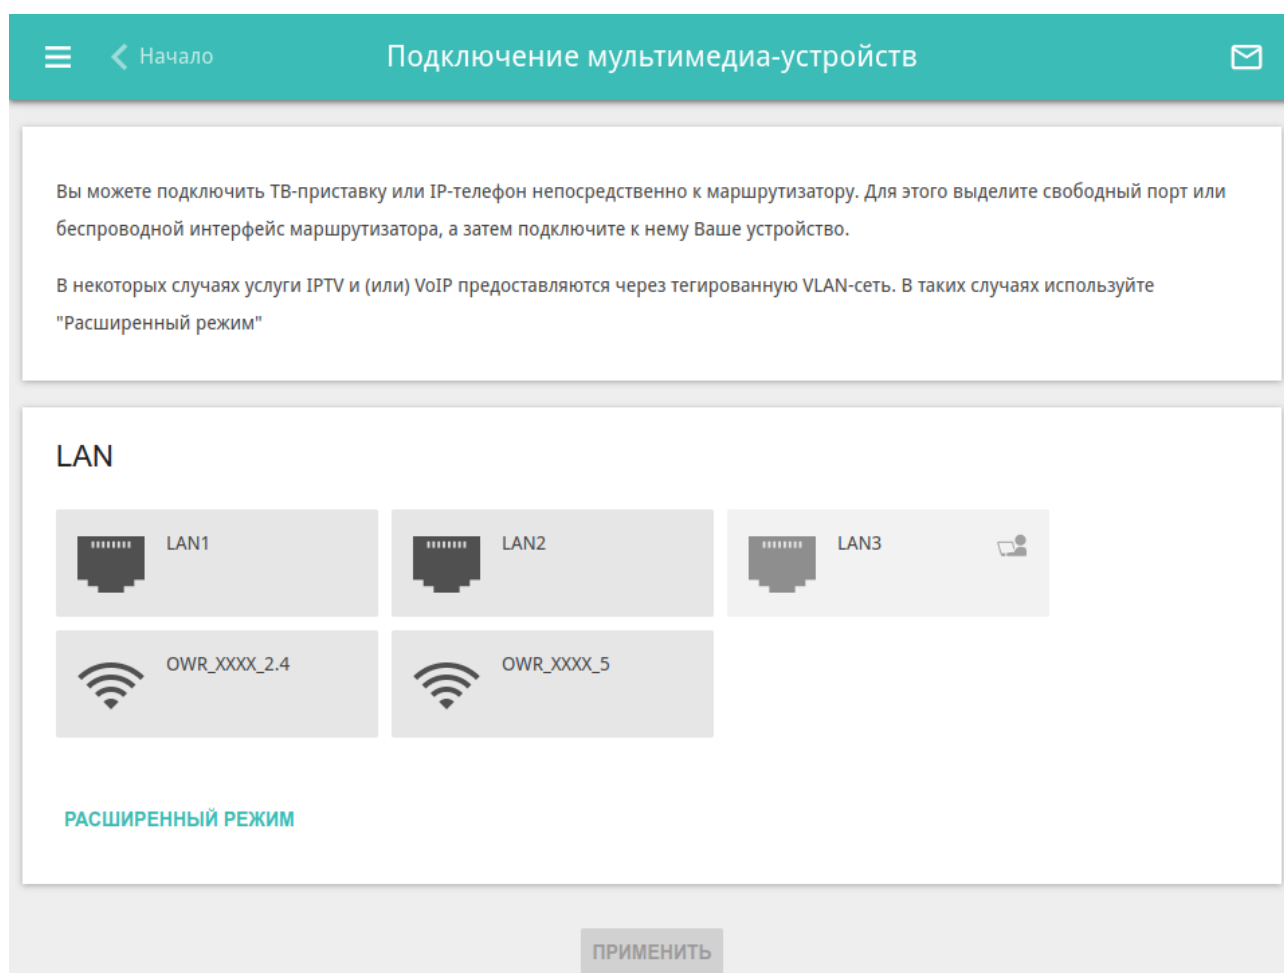 Начало
Подключение мультимедиа-устройств
Вы можете подключить ТВ-приставку или IP-телефон непосредственно к маршрутизатору. Для этого выделите свободный порт или
беспроводной интерфейс маршрутизатора, а затем подключите к нему Ваше устройство.
В некоторых случаях услуги IPTV и (или) VoIP предоставляются через тегированную VLAN-сеть. В таких случаях используйте
"Расширенный режим"
LAN
LAN1
LAN2
LAN3
OWR_XXXX_2.4
OWR_XXXX_5
РАСШИРЕННЫЙ РЕЖИМ
ПРИМЕНИТЬ